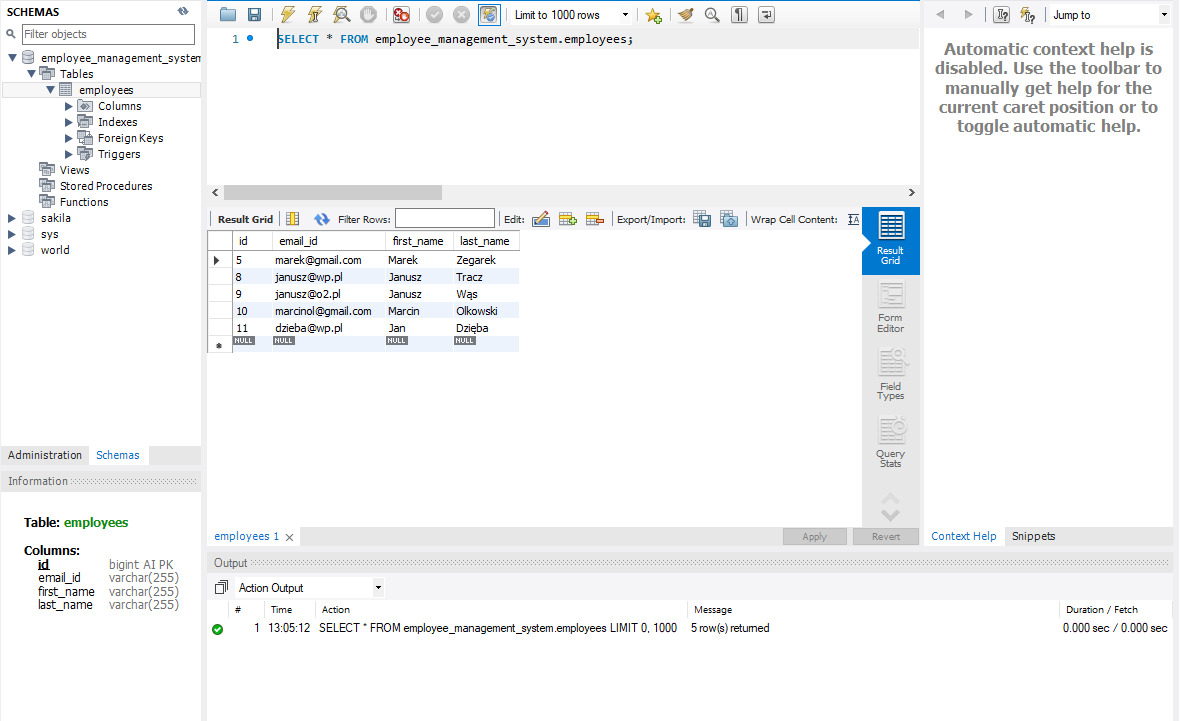 SCHEMAS
Filter objects
employee_management_system
Tables
employees
Columns
Indexes
Foreign Keys
Triggers
Views
Stored Procedures
Functions
sakila
sys
world
Administration Schemas
Information
Table: employees
Columns:
id bigint AI PK
email_id varchar(255)
first_name varchar(255)
last_name varchar(255)
Limit to 1000 rows
1 SELECT * FROM employee_management_system.employees;
Result Grid Filter Rows: Edit: Export/Import: Wrap Cell Content: IA
id email_id first_name last_name
5 marek@gmail.com Marek Zegarek
8 janusz@wp.pl Janusz Tracz
9 janusz@o2.pl Janusz Wąs
10 marcinol@gmail.com Marcin Olkowski
11 dzieba@wp.pl Jan Dzięba
NULL NULL NULL NULL
Result
Grid
Form
Editor
Field
Types
Query
Stats
employees 1 Apply Revert
Jump to
Automatic context help is
disabled. Use the toolbar to
manually get help for the
current caret position or to
toggle automatic help.
Context Help Snippets
Output
Action Output
# Time Action Message Duration / Fetch
1 13:05:12 SELECT * FROM employee_management_system.employees LIMIT 0, 1000 5 row(s) returned 0.000 sec / 0.000 sec